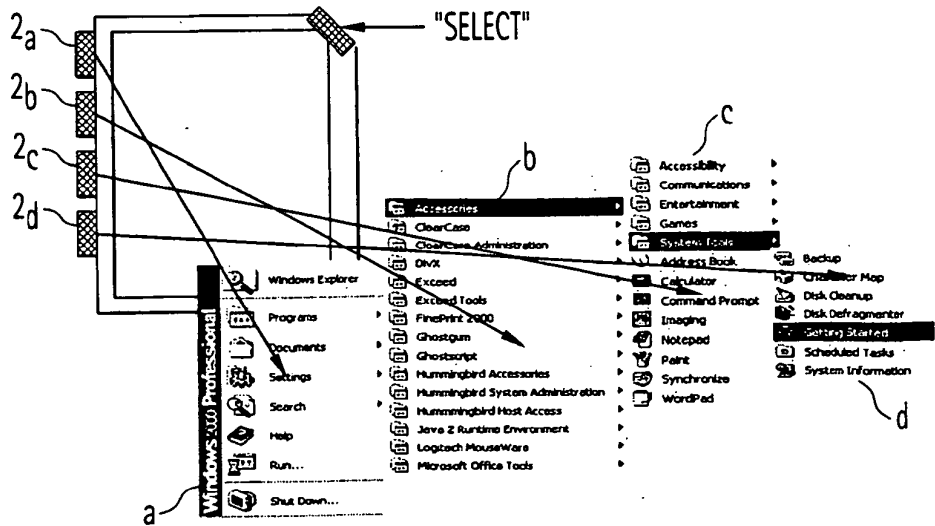 "SELECT"
2a
2b
2c
2d
a
Windows 2000 Professional
Windows Explorer
Programs
Documents
Settings
Search
Help
Run...
Shut Down...
b
Accessories
ClearCase
ClearCase Administration
DivX
Exceed
Exceed Tools
FinePrint 2000
Ghostgum
Ghostscript
Hummingbird Accessories
Hummingbird System Administration
Hummingbird Host Access
Java 2 Runtime Environment
Logitech MouseWare
Microsoft Office Tools
c
Accessibility
Communications
Entertainment
Games
System Tools
Address Book
Calculator
Command Prompt
Imaging
Notepad
Paint
Synchronize
WordPad
Backup
Character Map
Disk Cleanup
Disk Defragmenter
Getting Started
Scheduled Tasks
System Information
d